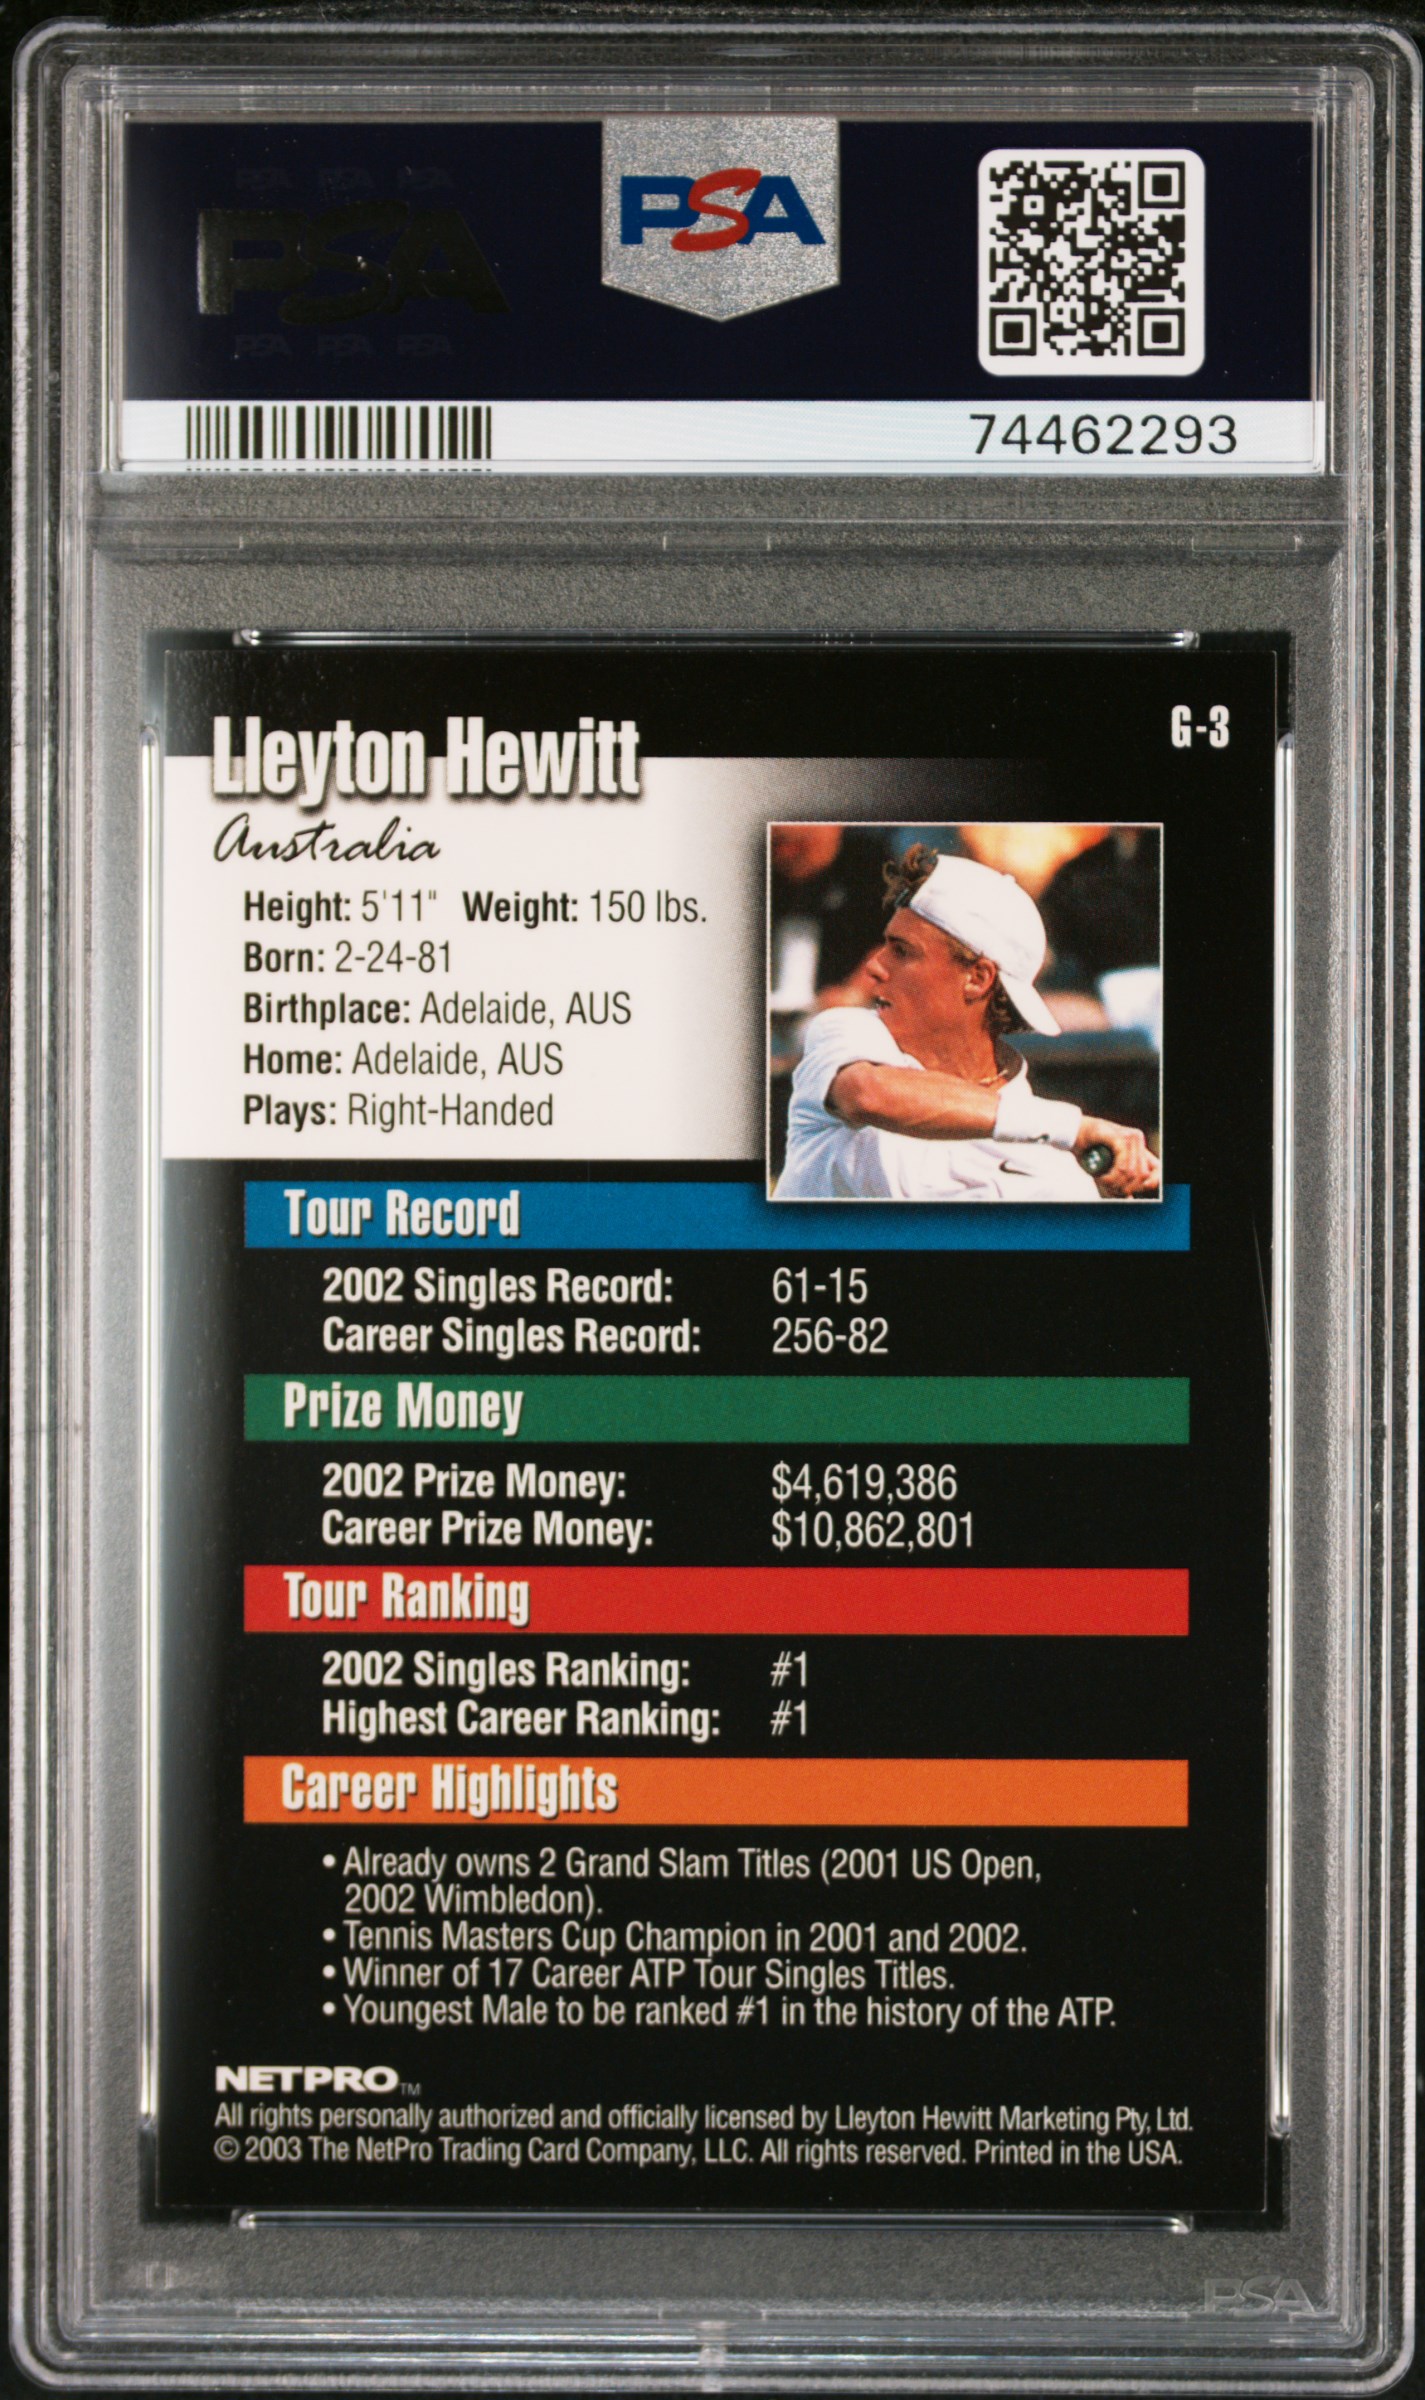 PSA PSA PSA
PSA
PSA PSA PSA
PSA
74462293
G-3
Lleyton Hewitt
Australia
Height: 5'11" Weight: 150 lbs.
Born: 2-24-81
Birthplace: Adelaide, AUS
Home: Adelaide, AUS
Plays: Right-Handed
Tour Record
2002 Singles Record: 61-15
Career Singles Record: 256-82
Prize Money
2002 Prize Money: $4,619,386
Career Prize Money: $10,862,801
Tour Ranking
2002 Singles Ranking: #1
Highest Career Ranking: #1
Career Highlights
• Already owns 2 Grand Slam Titles (2001 US Open,
2002 Wimbledon).
• Tennis Masters Cup Champion in 2001 and 2002.
• Winner of 17 Career ATP Tour Singles Titles.
• Youngest Male to be ranked #1 in the history of the ATP.
NETPRO™
All rights personally authorized and officially licensed by Lleyton Hewitt Marketing Pty, Ltd.
© 2003 The NetPro Trading Card Company, LLC. All rights reserved. Printed in the USA.
PSA